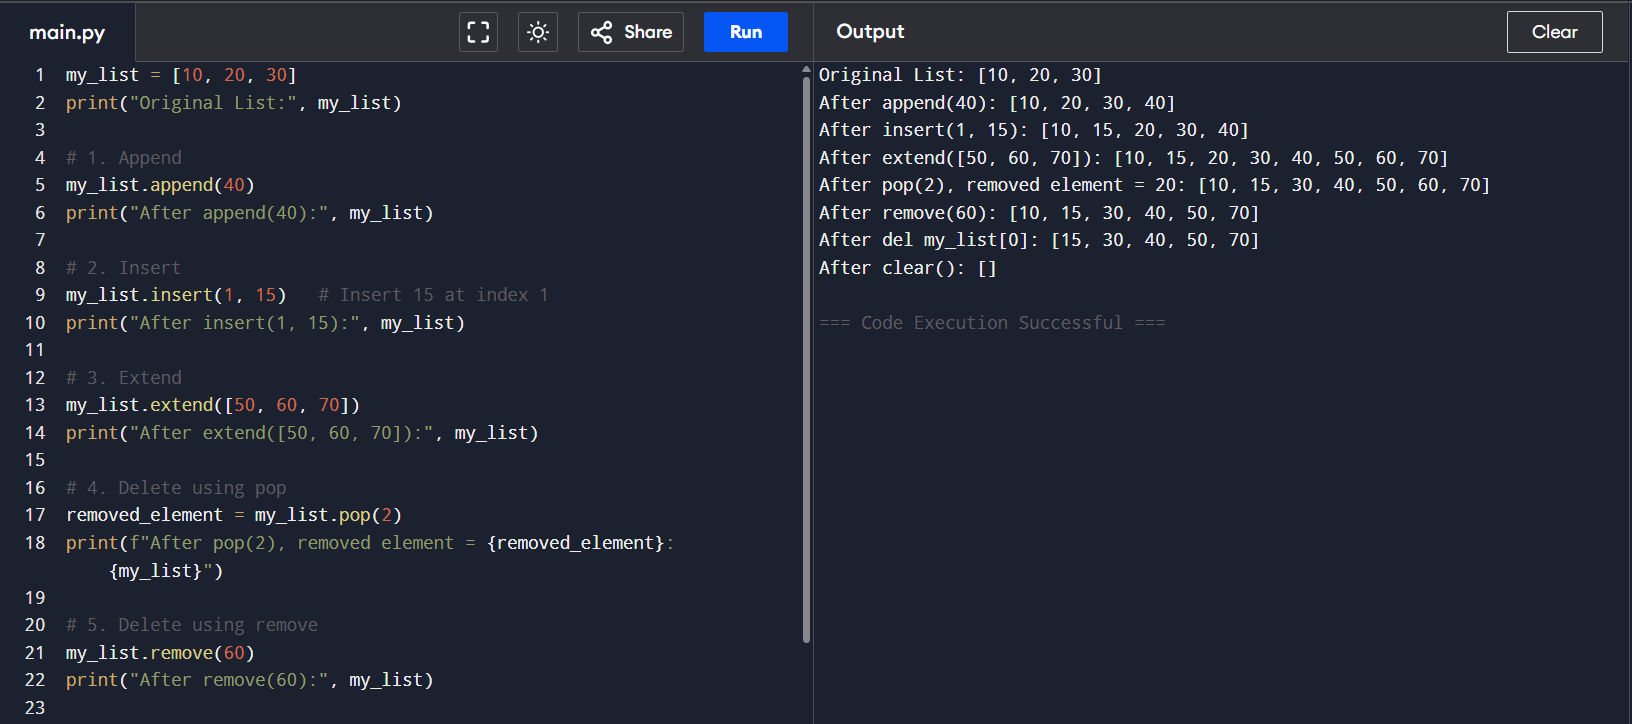 main.py
Share
Run
Output
Clear
1 my_list = [10, 20, 30]
2 print("Original List:", my_list)
3
4 # 1. Append
5 my_list.append(40)
6 print("After append(40):", my_list)
7
8 # 2. Insert
9 my_list.insert(1, 15)   # Insert 15 at index 1
10 print("After insert(1, 15):", my_list)
11
12 # 3. Extend
13 my_list.extend([50, 60, 70])
14 print("After extend([50, 60, 70]):", my_list)
15
16 # 4. Delete using pop
17 removed_element = my_list.pop(2)
18 print(f"After pop(2), removed element = {removed_element}:
{my_list}")
19
20 # 5. Delete using remove
21 my_list.remove(60)
22 print("After remove(60):", my_list)
23
Original List: [10, 20, 30]
After append(40): [10, 20, 30, 40]
After insert(1, 15): [10, 15, 20, 30, 40]
After extend([50, 60, 70]): [10, 15, 20, 30, 40, 50, 60, 70]
After pop(2), removed element = 20: [10, 15, 30, 40, 50, 60, 70]
After remove(60): [10, 15, 30, 40, 50, 70]
After del my_list[0]: [15, 30, 40, 50, 70]
After clear(): []
=== Code Execution Successful ===